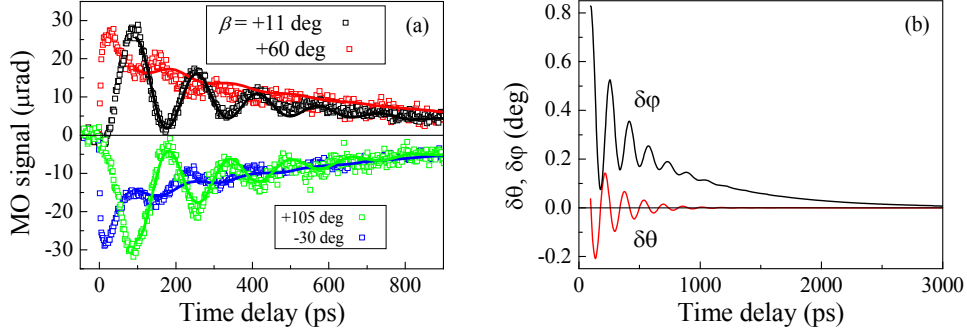 (a)
β = +11 deg
+60 deg
MO signal (μrad)
30
20
10
0
-10
-20
-30
+105 deg
-30 deg
0 200 400 600 800
Time delay (ps)
(b)
δθ, δφ (deg)
0.8
0.6
0.4
0.2
0.0
-0.2
δφ
δθ
1000 2000 3000
Time delay (ps)